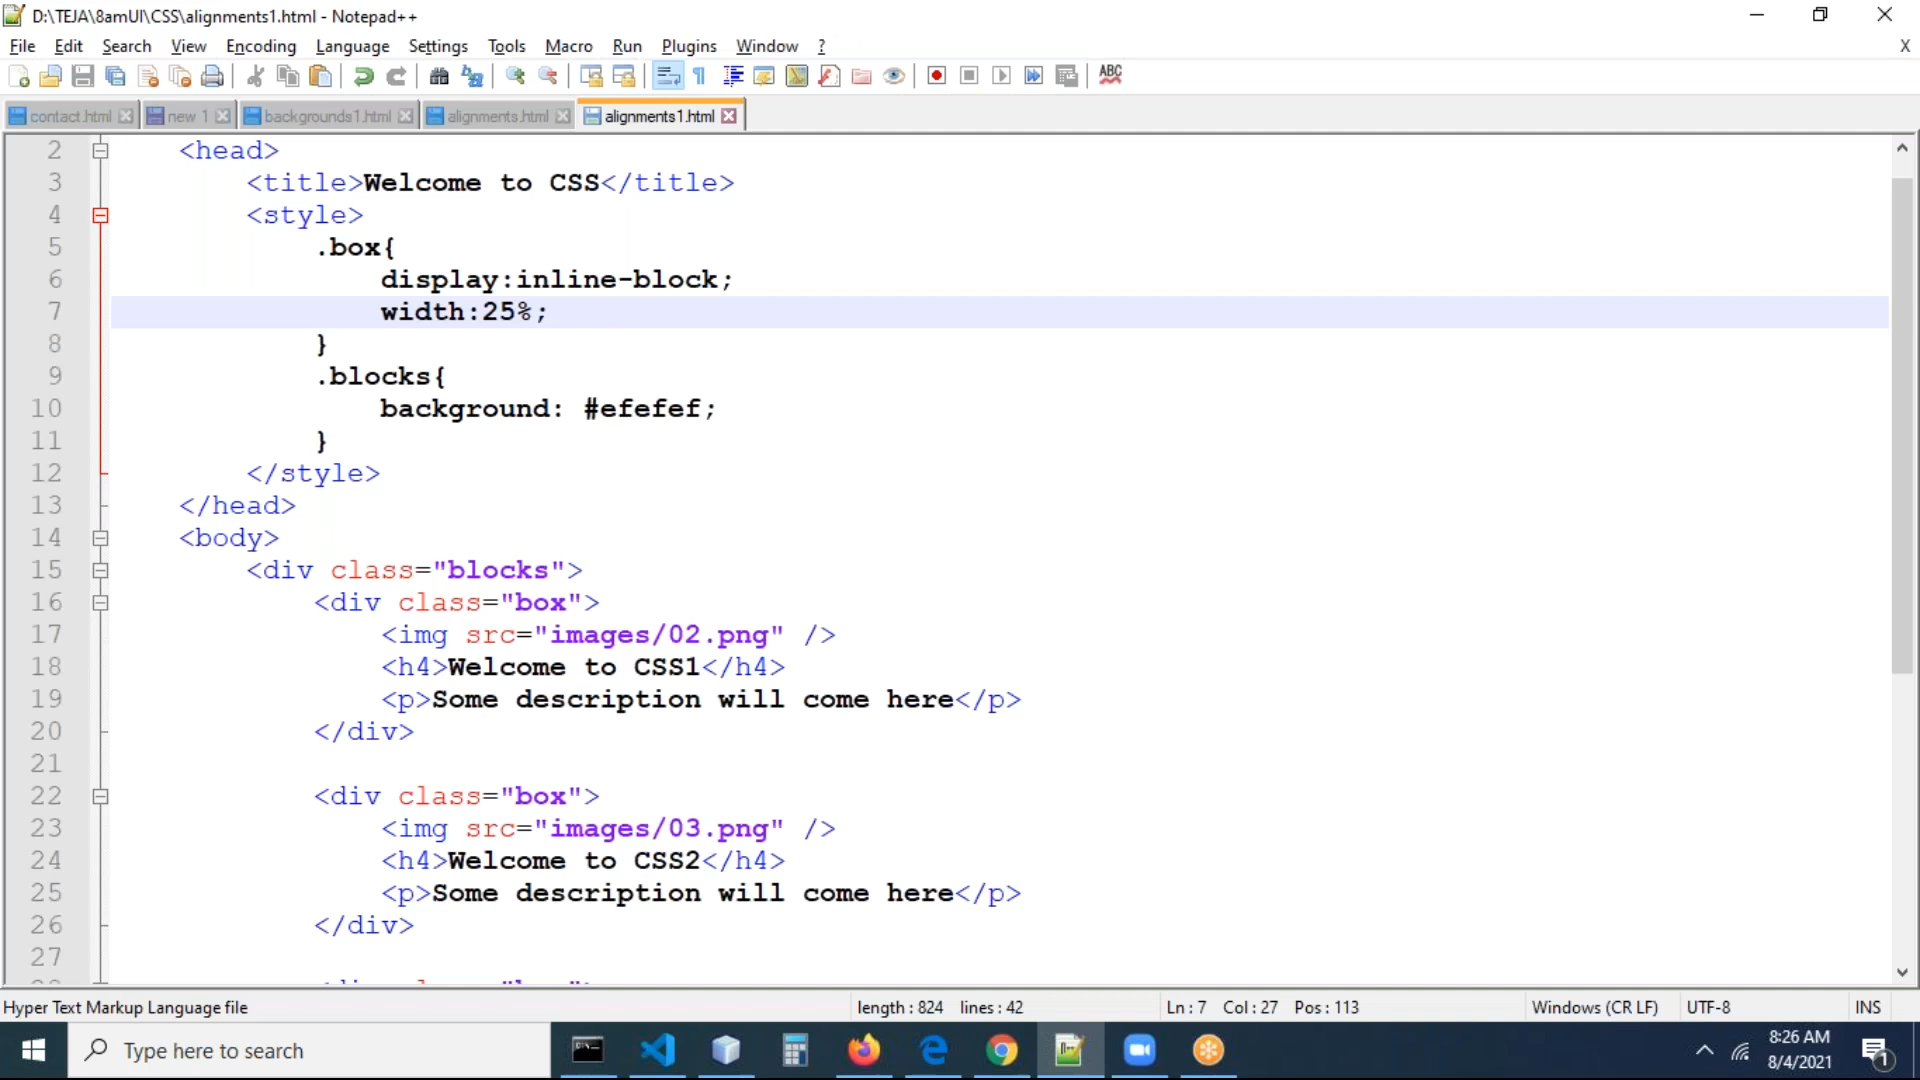 D:\TEJA\8amUI\CSS\alignments1.html - Notepad++
File Edit Search View Encoding Language Settings Tools Macro Run Plugins Window ? X
ABC
contact.html new 1 backgrounds1.html alignments.html alignments1.html
2 <head>
3 <title>Welcome to CSS</title>
4 <style>
5 .box{
6 display:inline-block;
7 width:25%;
8 }
9 .blocks{
10 background: #efefef;
11 }
12 </style>
13 </head>
14 <body>
15 <div class="blocks">
16 <div class="box">
17 <img src="images/02.png" />
18 <h4>Welcome to CSS1</h4>
19 <p>Some description will come here</p>
20 </div>
21
22 <div class="box">
23 <img src="images/03.png" />
24 <h4>Welcome to CSS2</h4>
25 <p>Some description will come here</p>
26 </div>
27
Hyper Text Markup Language file length : 824 lines : 42 Ln : 7 Col : 27 Pos : 113 Windows (CR LF) UTF-8 INS
Type here to search
8:26 AM
8/4/2021
1